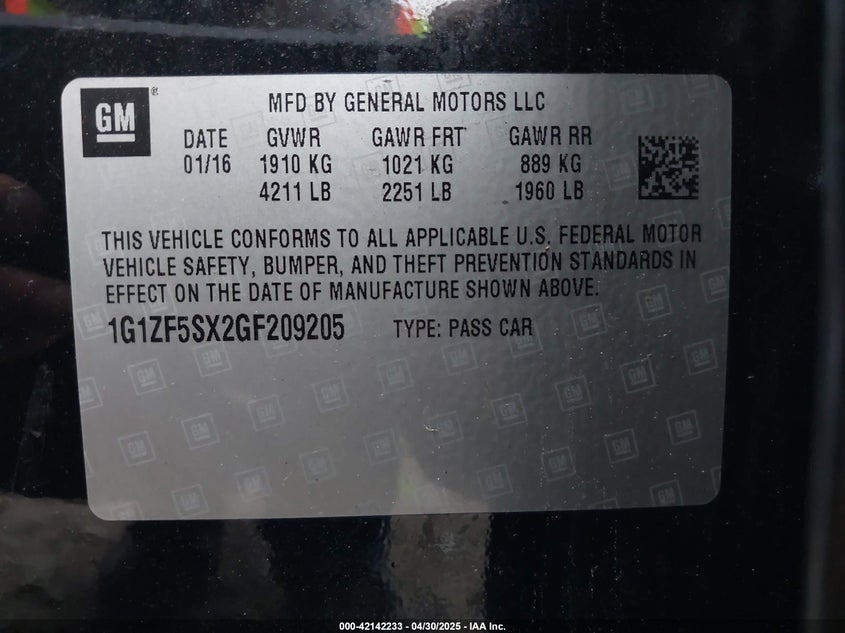 GM ®
MFD BY GENERAL MOTORS LLC
DATE GVWR GAWR FRT GAWR RR
01/16 1910 KG 1021 KG 889 KG
4211 LB 2251 LB 1960 LB
THIS VEHICLE CONFORMS TO ALL APPLICABLE U.S. FEDERAL MOTOR
VEHICLE SAFETY, BUMPER, AND THEFT PREVENTION STANDARDS IN
EFFECT ON THE DATE OF MANUFACTURE SHOWN ABOVE.
1G1ZF5SX2GF209205 TYPE: PASS CAR
000-42142233 - 04/30/2025 - IAA Inc.